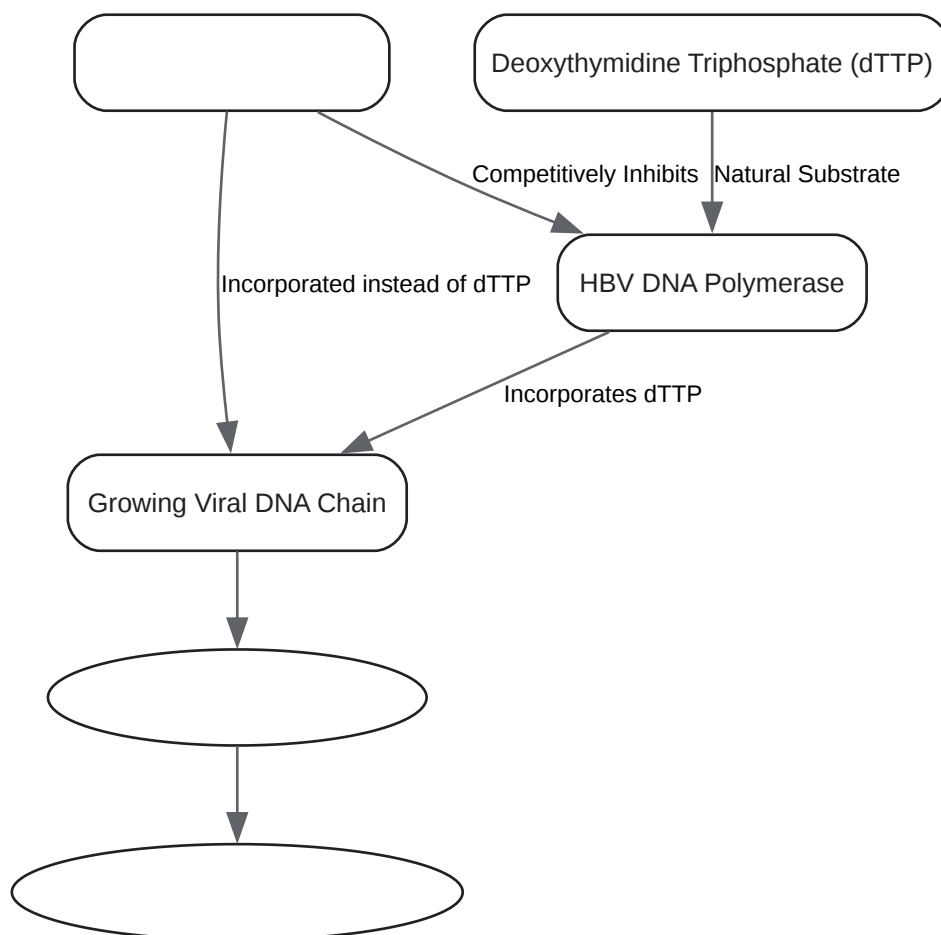 Deoxythymidine Triphosphate (dTTP)
Competitively Inhibits
Natural Substrate
Incorporated instead of dTTP
HBV DNA Polymerase
Incorporates dTTP
Growing Viral DNA Chain